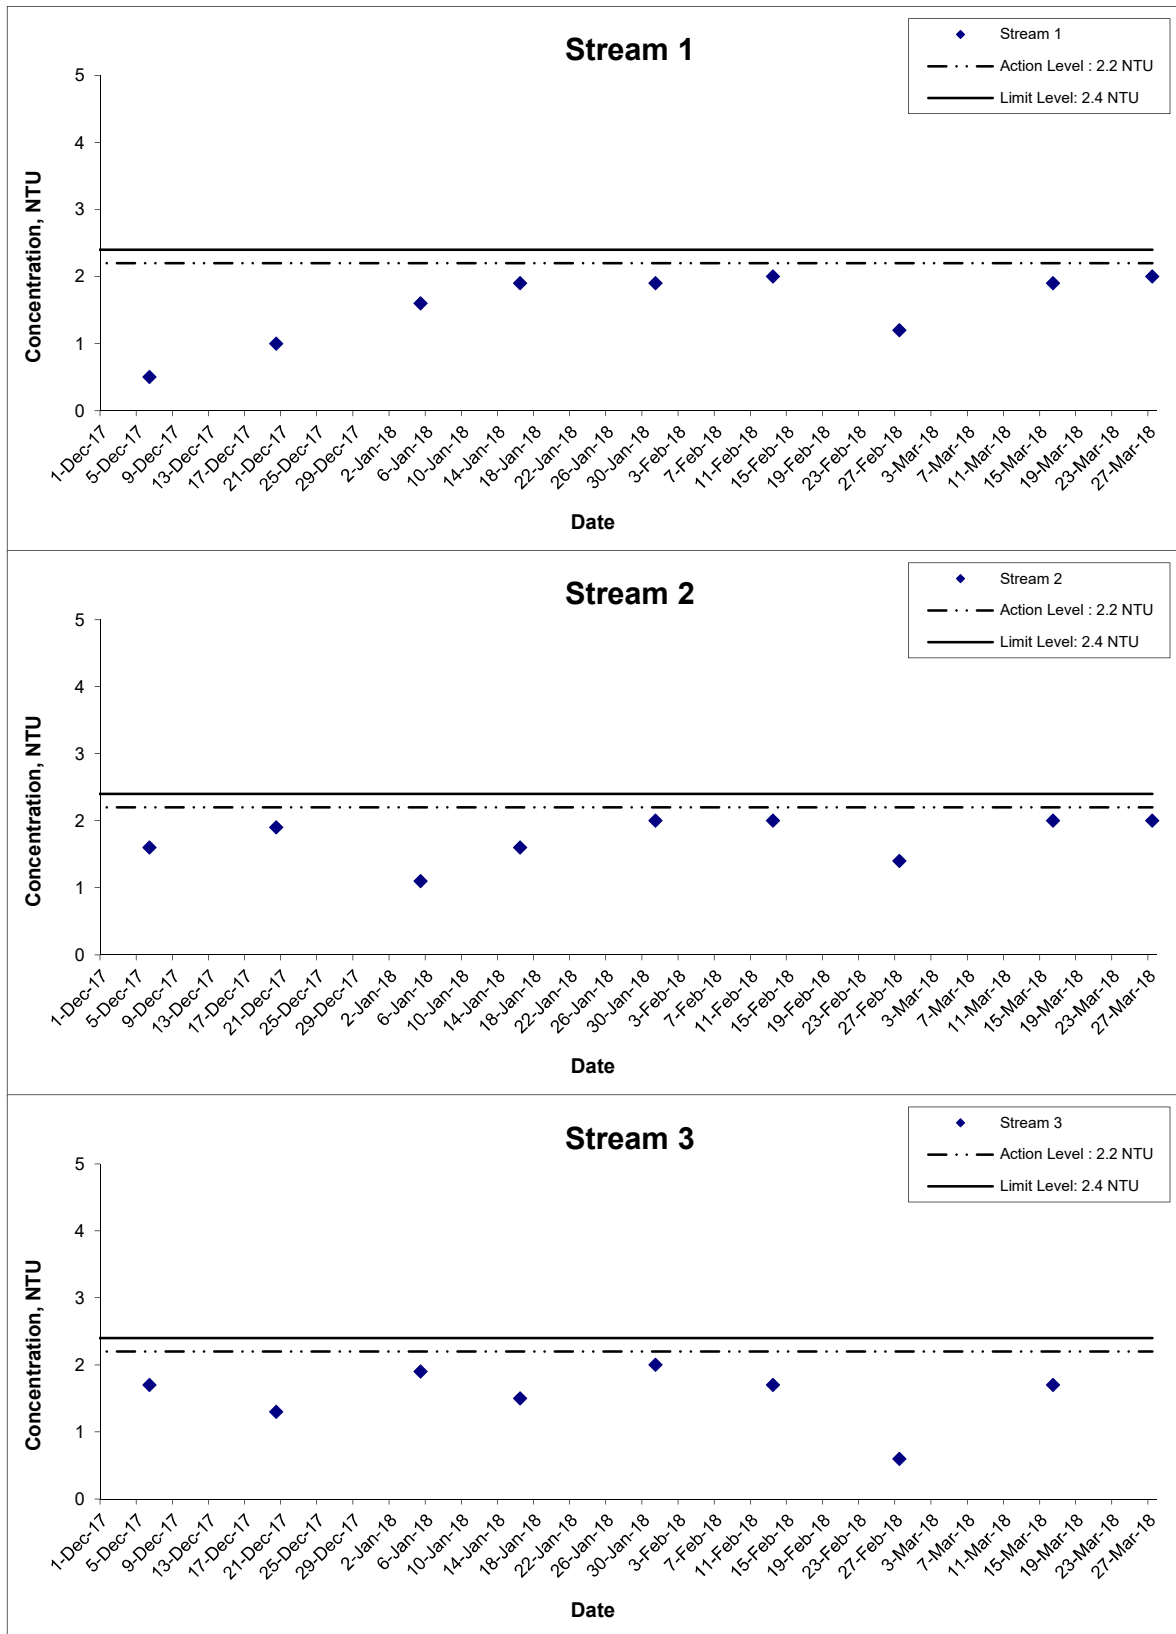 Stream 1
Stream 1
Action Level : 2.2 NTU
Limit Level: 2.4 NTU
Concentration, NTU
5
4
3
2
1
0
1-Dec-17
5-Dec-17
9-Dec-17
13-Dec-17
17-Dec-17
21-Dec-17
25-Dec-17
29-Dec-17
2-Jan-18
6-Jan-18
10-Jan-18
14-Jan-18
18-Jan-18
22-Jan-18
26-Jan-18
30-Jan-18
3-Feb-18
7-Feb-18
11-Feb-18
15-Feb-18
19-Feb-18
23-Feb-18
27-Feb-18
3-Mar-18
7-Mar-18
11-Mar-18
15-Mar-18
19-Mar-18
23-Mar-18
27-Mar-18
Date
Stream 2
Stream 2
Action Level : 2.2 NTU
Limit Level: 2.4 NTU
Concentration, NTU
5
4
3
2
1
0
1-Dec-17
5-Dec-17
9-Dec-17
13-Dec-17
17-Dec-17
21-Dec-17
25-Dec-17
29-Dec-17
2-Jan-18
6-Jan-18
10-Jan-18
14-Jan-18
18-Jan-18
22-Jan-18
26-Jan-18
30-Jan-18
3-Feb-18
7-Feb-18
11-Feb-18
15-Feb-18
19-Feb-18
23-Feb-18
27-Feb-18
3-Mar-18
7-Mar-18
11-Mar-18
15-Mar-18
19-Mar-18
23-Mar-18
27-Mar-18
Date
Stream 3
Stream 3
Action Level : 2.2 NTU
Limit Level: 2.4 NTU
Concentration, NTU
5
4
3
2
1
0
1-Dec-17
5-Dec-17
9-Dec-17
13-Dec-17
17-Dec-17
21-Dec-17
25-Dec-17
29-Dec-17
2-Jan-18
6-Jan-18
10-Jan-18
14-Jan-18
18-Jan-18
22-Jan-18
26-Jan-18
30-Jan-18
3-Feb-18
7-Feb-18
11-Feb-18
15-Feb-18
19-Feb-18
23-Feb-18
27-Feb-18
3-Mar-18
7-Mar-18
11-Mar-18
15-Mar-18
19-Mar-18
23-Mar-18
27-Mar-18
Date